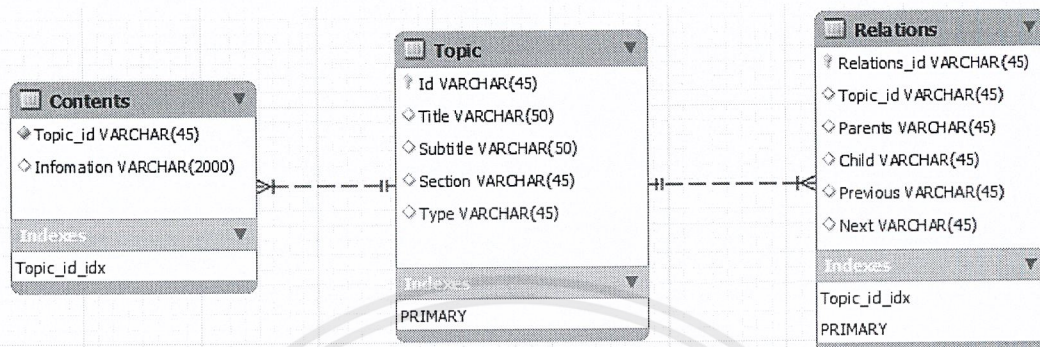 Contents
Topic_id VARCHAR(45)
Infomation VARCHAR(2000)
Indexes
Topic_id_idx
Topic
Id VARCHAR(45)
Title VARCHAR(50)
Subtitle VARCHAR(50)
Section VARCHAR(45)
Type VARCHAR(45)
Indexes
PRIMARY
Relations
Relations_id VARCHAR(45)
Topic_id VARCHAR(45)
Parents VARCHAR(45)
Child VARCHAR(45)
Previous VARCHAR(45)
Next VARCHAR(45)
Indexes
Topic_id_idx
PRIMARY